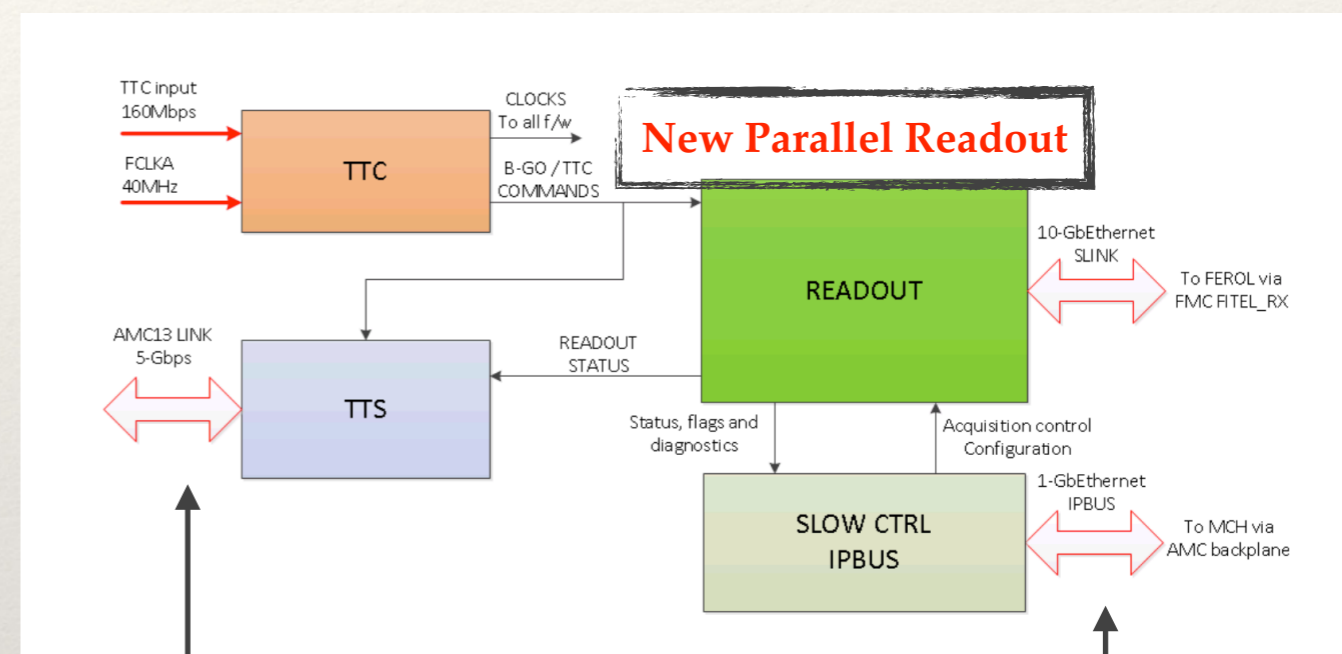 TTC input
160Mbps
FCLKA
40MHz
TTC
CLOCKS
To all f/w
B-GO / TTC
COMMANDS
New Parallel Readout
READOUT
10-GbEthernet
SLINK
To FEROL via
FMC FITEL_RX
AMC13 LINK
5-Gbps
TTS
READOUT
STATUS
Status, flags and
diagnostics
Acquisition control
Configuration
SLOW CTRL
IPBUS
1-GbEthernet
IPBUS
To MCH via
AMC backplane